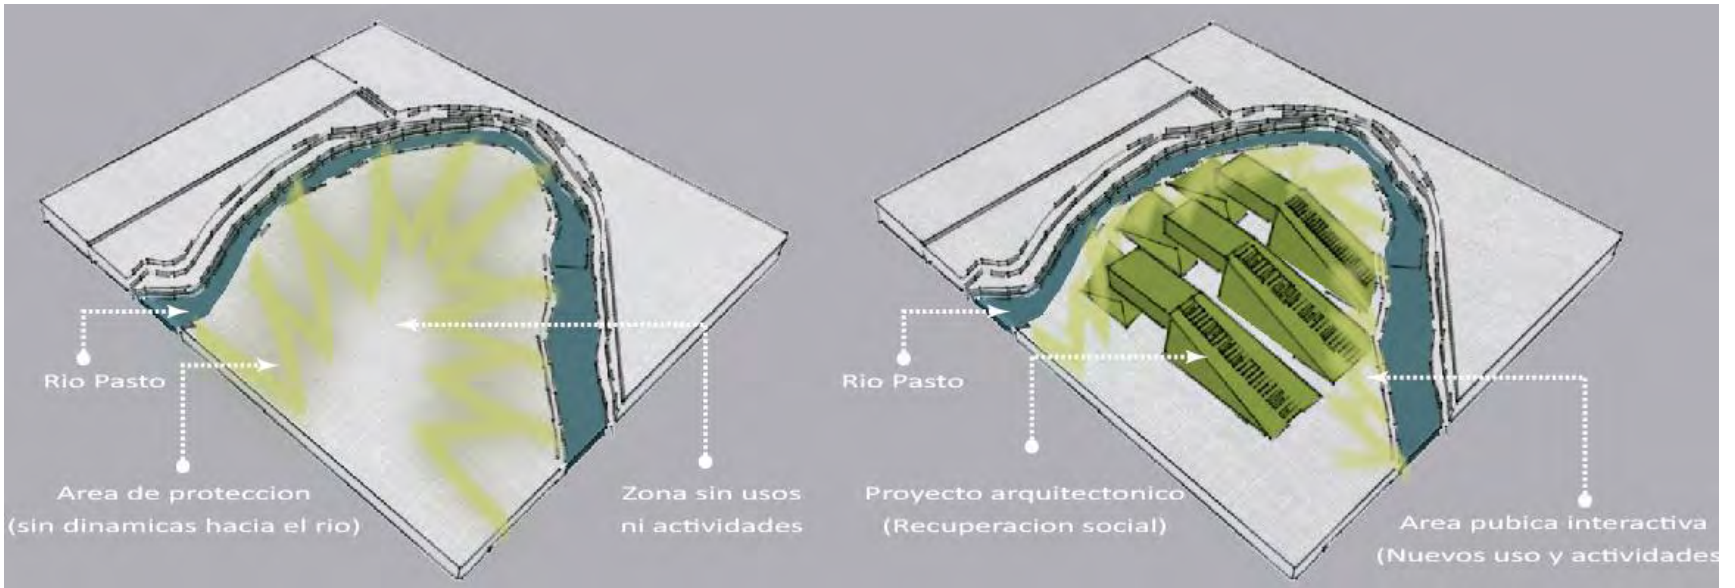 Rio Pasto
Area de proteccion
(sin dinamicas hacia el rio)
Zona sin usos
ni actividades
Rio Pasto
Proyecto arquitectonico
(Recuperacion social)
Area pubica interactiva
(Nuevos uso y actividades